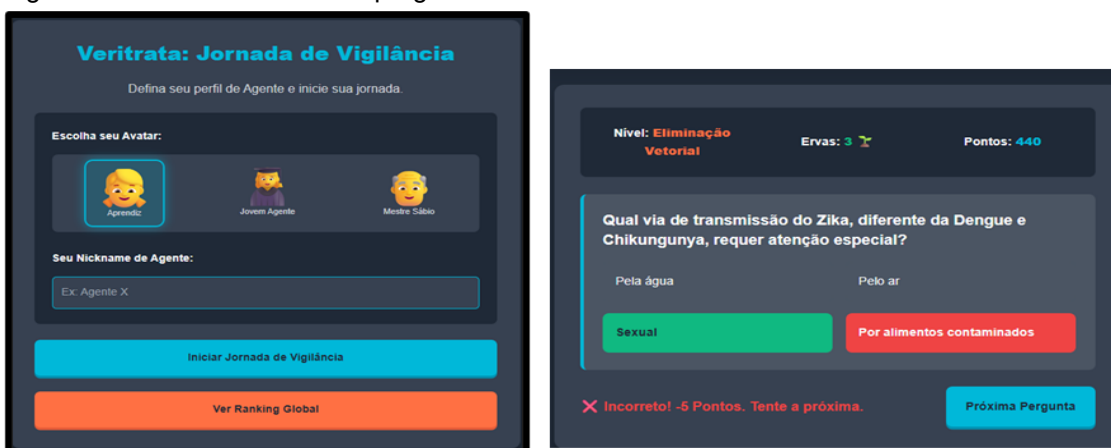 Veritrata: Jornada de Vigilância
Defina seu perfil de Agente e inicie sua jornada.
Escolha seu Avatar:
Aprendiz
Jovem Agente
Mestre Sábio
Seu Nickname de Agente:
Ex: Agente X
Iniciar Jornada de Vigilância
Ver Ranking Global
Nível: Eliminação
Vetorial
Ervas: 3
Pontos: 440
Qual via de transmissão do Zika, diferente da Dengue e
Chikungunya, requer atenção especial?
Pela água
Pelo ar
Sexual
Por alimentos contaminados
Incorreto! -5 Pontos. Tente a próxima.
Próxima Pergunta